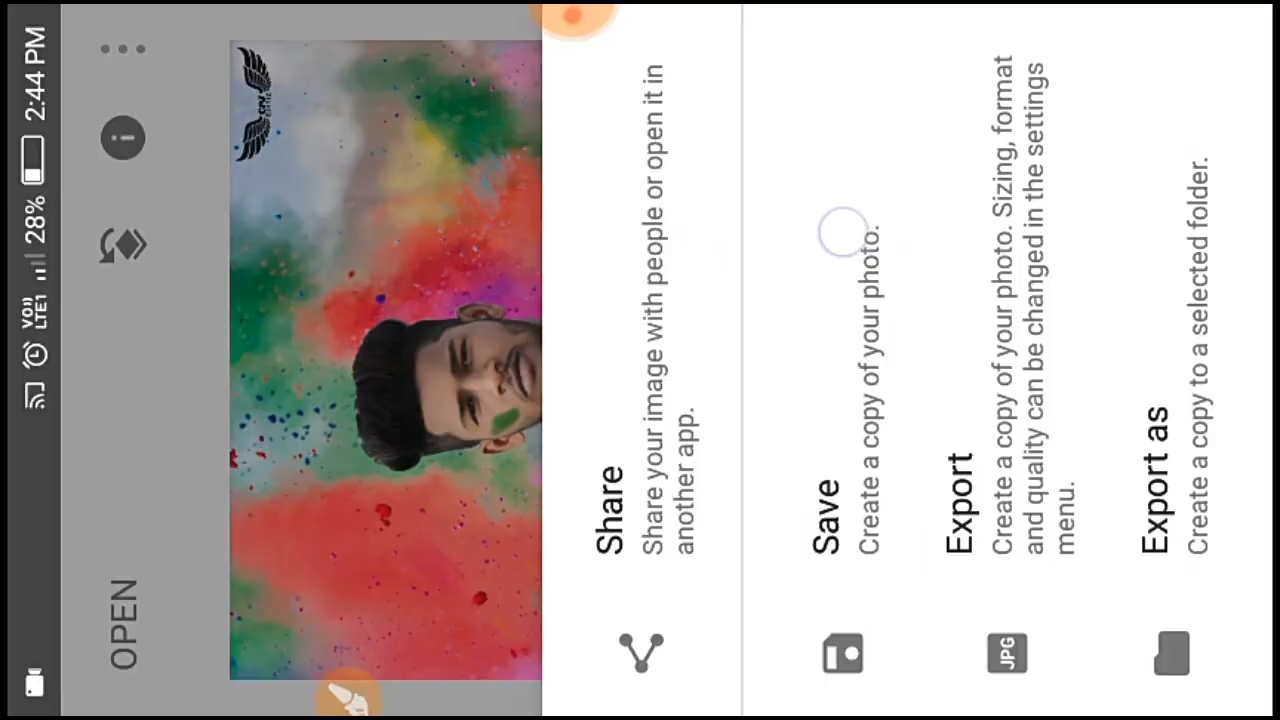 VO))
LTE1
28%
2:44 PM
OPEN
Share
Share your image with people or open it in
another app.
Save
Create a copy of your photo.
Export
JPG
Create a copy of your photo. Sizing, format
and quality can be changed in the settings
menu.
Export as
Create a copy to a selected folder.